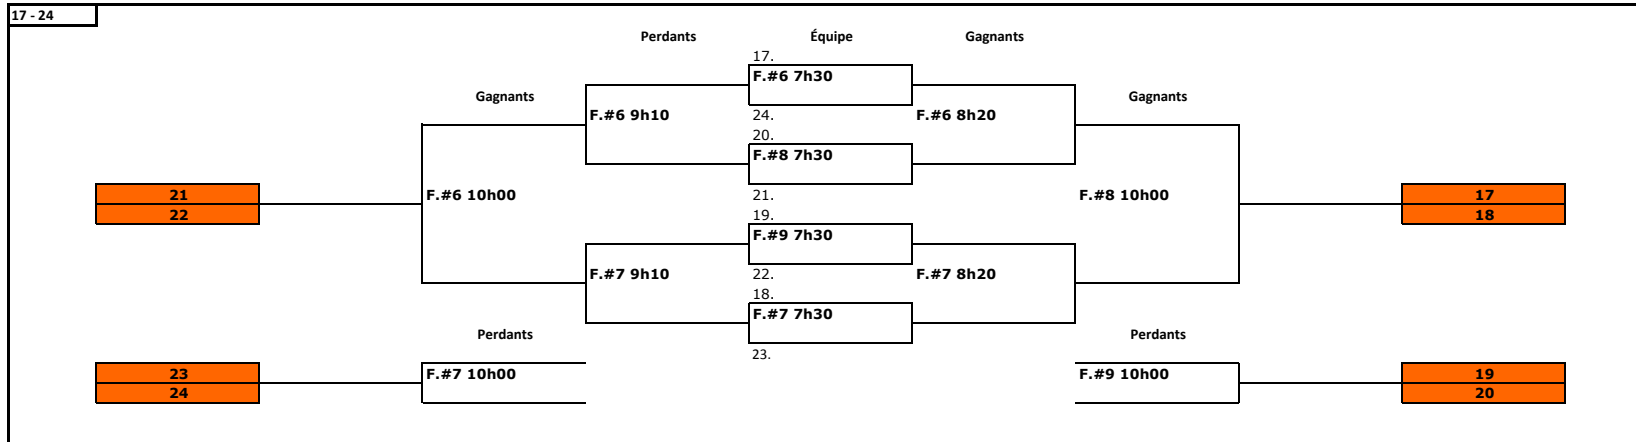 17 - 24
Perdants Équipe Gagnants
17.
F.#6 7h30
Gagnants Gagnants
F.#6 9h10 24. F.#6 8h20
20.
F.#8 7h30
21 F.#6 10h00 21. F.#8 10h00 17
22 19. 18
F.#9 7h30
F.#7 9h10 22. F.#7 8h20
18.
F.#7 7h30
Perdants Perdants
23.
23 F.#7 10h00 F.#9 10h00 19
24 20